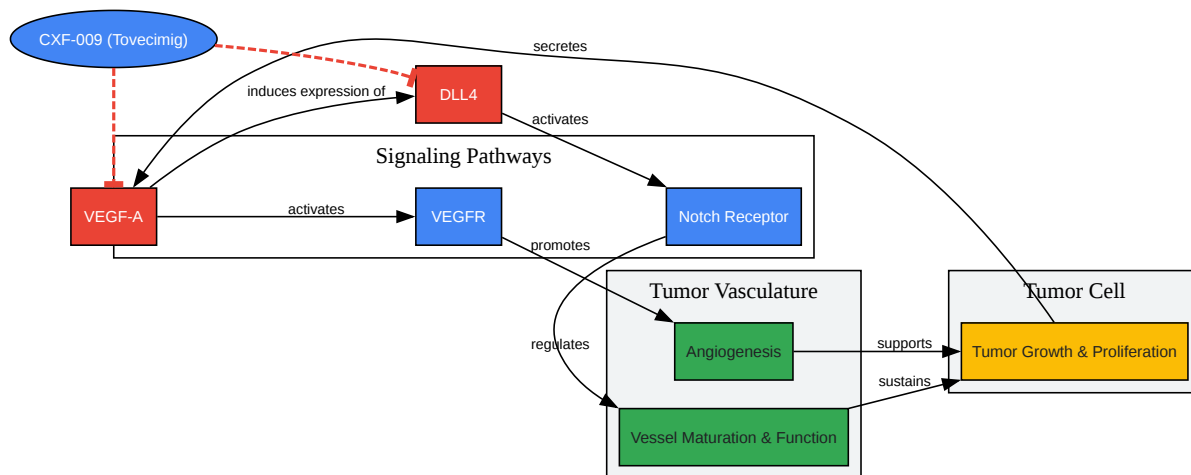 CXF-009 (Tovecimig)
secretes
induces expression of
DLL4
activates
Signaling Pathways
VEGF-A
activates
VEGFR
Notch Receptor
promotes
Tumor Vasculature
Tumor Cell
regulates
Angiogenesis
supports
Tumor Growth & Proliferation
sustains
Vessel Maturation & Function